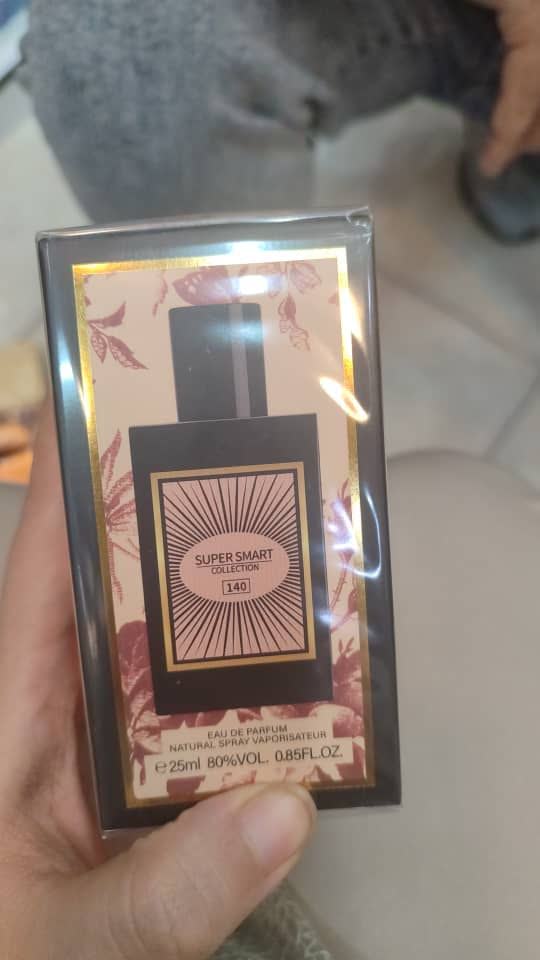 SUPER SMART
COLLECTION
140
EAU DE PARFUM
NATURAL SPRAY VAPORISATEUR
℮25ml 80%VOL. 0.85FL.OZ.